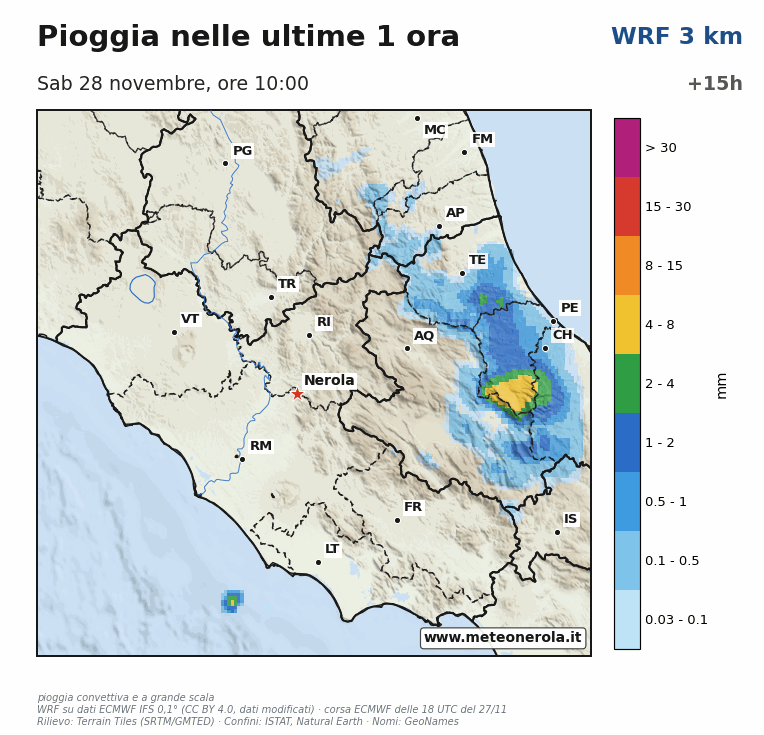 Pioggia nelle ultime 1 ora
WRF 3 km
Sab 28 novembre, ore 10:00
+15h
MC
FM
PG
AP
TE
TR
PE
VT
RI
AQ
CH
Nerola
RM
FR
IS
LT
www.meteonerola.it
> 30
15 - 30
8 - 15
4 - 8
2 - 4
1 - 2
0.5 - 1
0.1 - 0.5
0.03 - 0.1
mm
pioggia convettiva e a grande scala
WRF su dati ECMWF IFS 0,1° (CC BY 4.0, dati modificati) · corsa ECMWF delle 18 UTC del 27/11
Rilievo: Terrain Tiles (SRTM/GMTED) · Confini: ISTAT, Natural Earth · Nomi: GeoNames